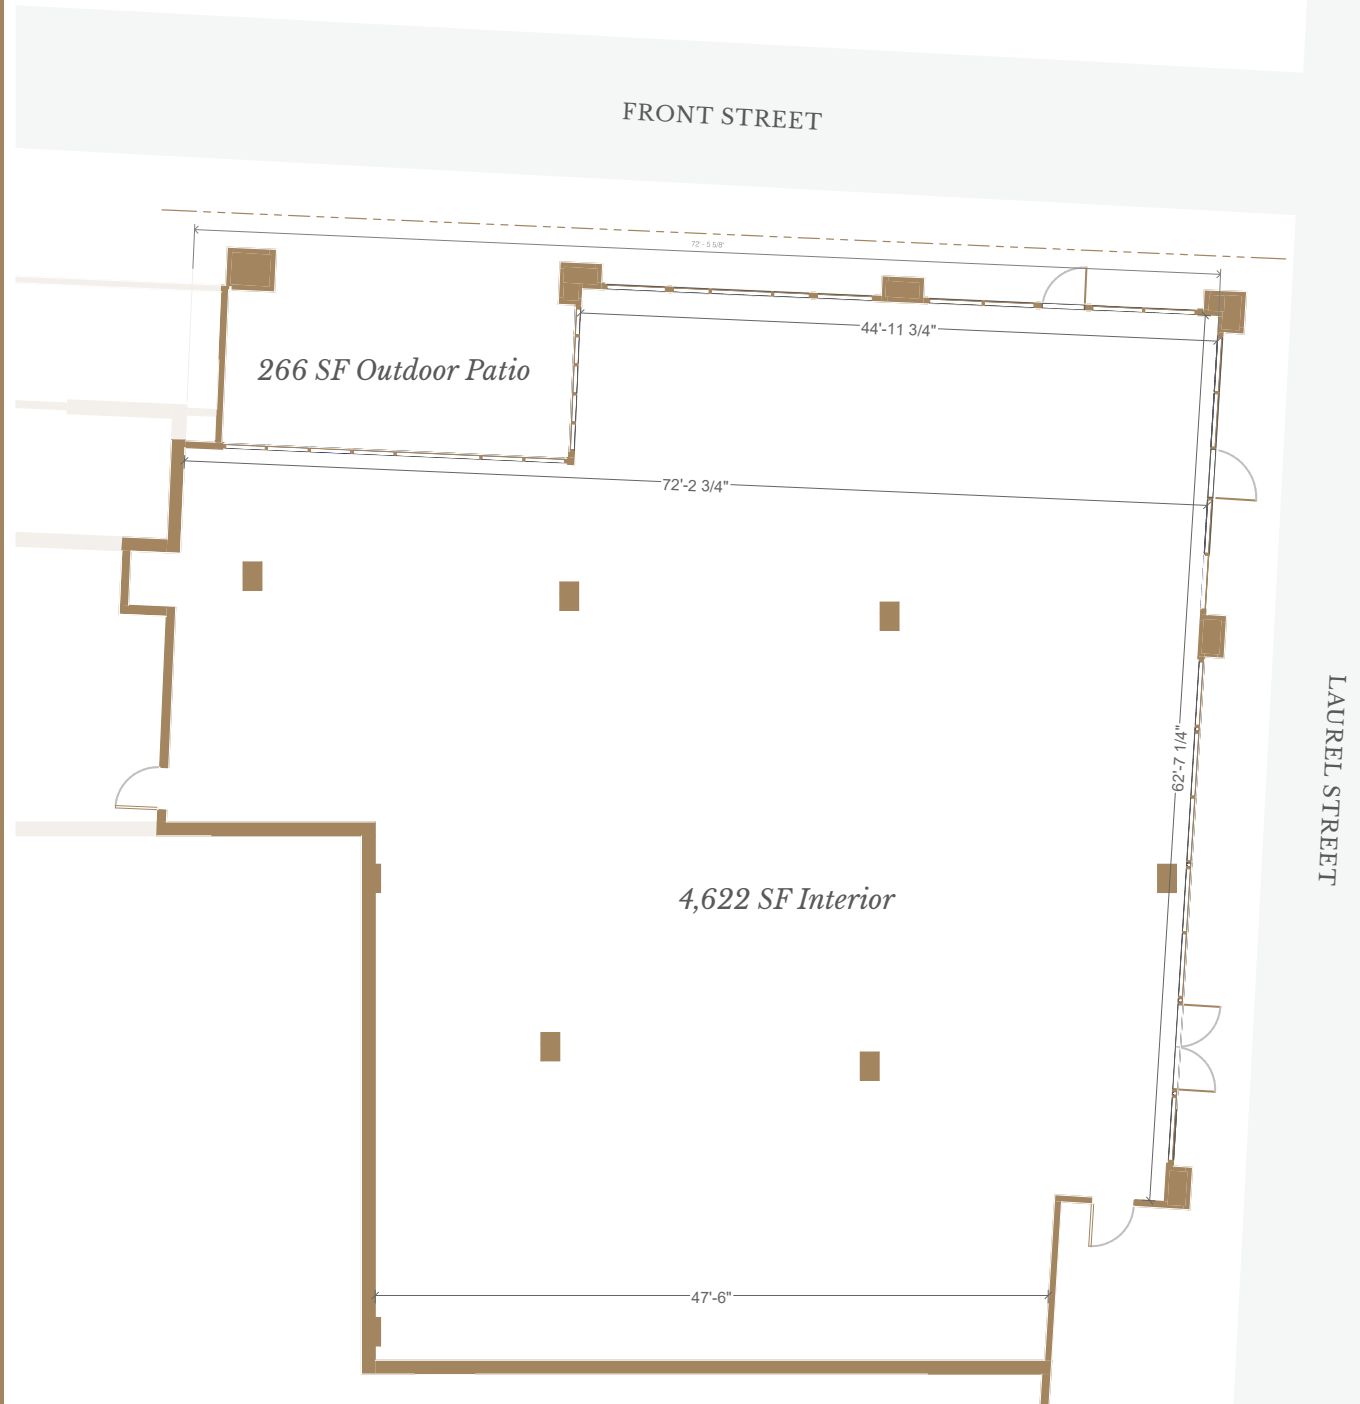 FRONT STREET
72' - 5 5/8"
44'-11 3/4"
266 SF Outdoor Patio
72'-2 3/4"
62'-7 1/4"
LAUREL STREET
4,622 SF Interior
47'-6"